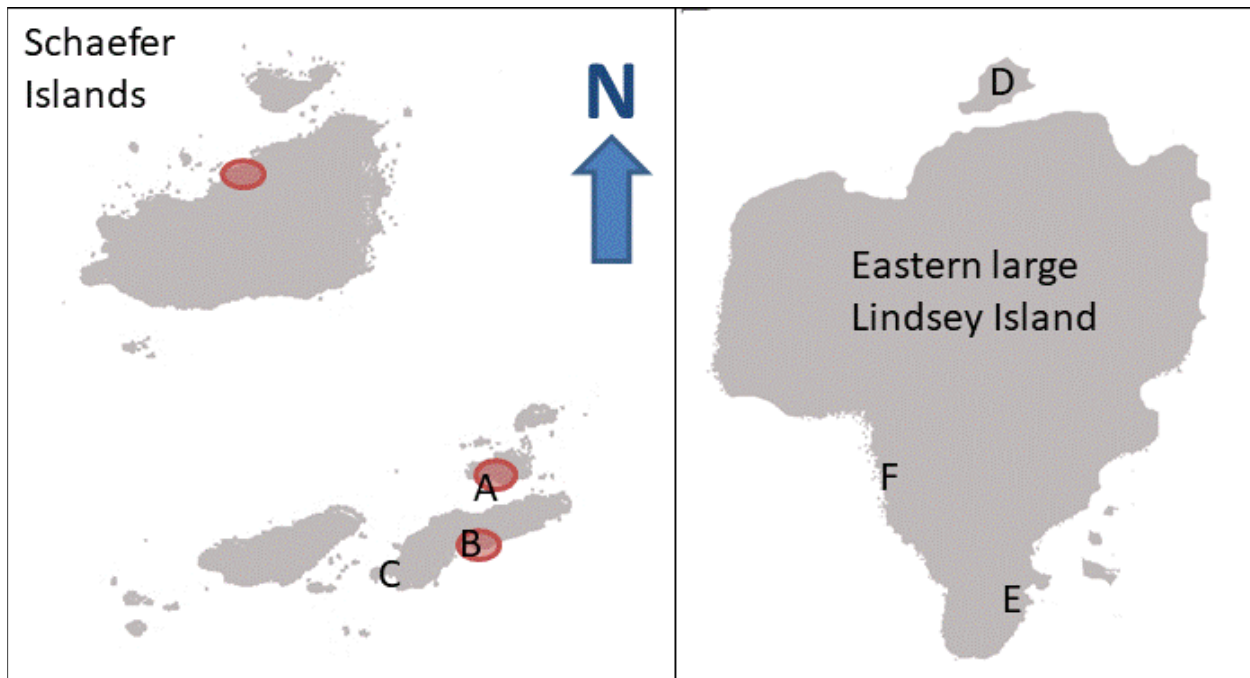 Schaefer
Islands
N
A
B
C
D
Eastern large
Lindsey Island
F
E